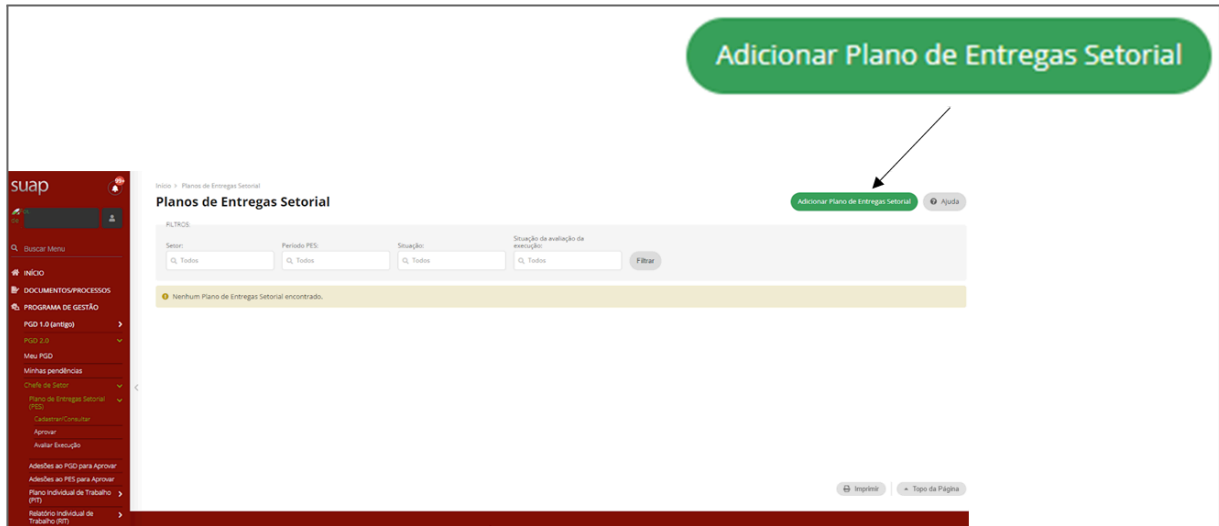 Adicionar Plano de Entregas Setorial
suap
99+
Início > Planos de Entregas Setorial
Planos de Entregas Setorial
Adicionar Plano de Entregas Setorial
Ajuda
FILTROS:
Setor:
Período PES:
Situação:
Situação da avaliação da
execução:
Todos
Todos
Todos
Todos
Filtrar
Nenhum Plano de Entregas Setorial encontrado.
Buscar Menu
INÍCIO
DOCUMENTOS/PROCESSOS
PROGRAMA DE GESTÃO
PGD 1.0 (antigo)
PGD 2.0
Meu PGD
Minhas pendências
Chefe de Setor
Plano de Entregas Setorial
(PES)
Cadastrar/Consultar
Aprovar
Avaliar Execução
Adesões ao PGD para Aprovar
Adesões ao PES para Aprovar
Plano Individual de Trabalho
(PIT)
Relatório Individual de
Trabalho (RIT)
Imprimir
Topo da Página